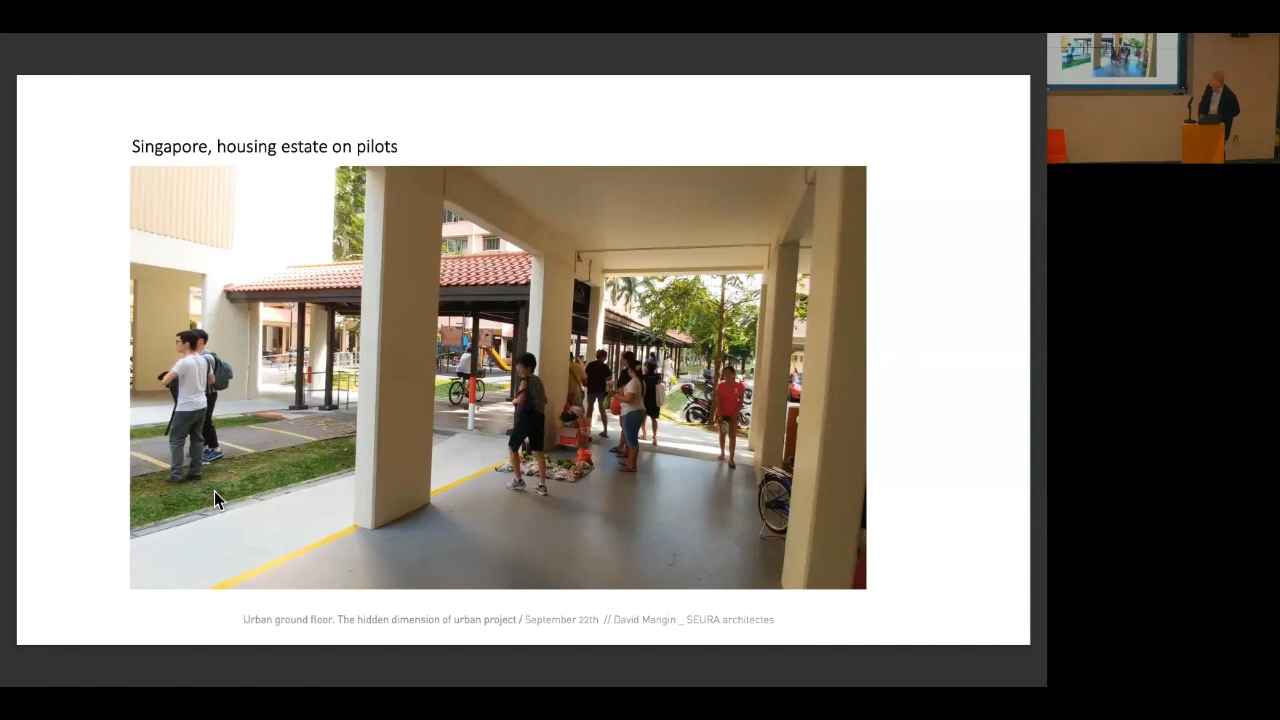 Singapore, housing estate on pilots
Urban ground floor. The hidden dimension of urban project / September 22th // David Mangin _ SEURA architectes